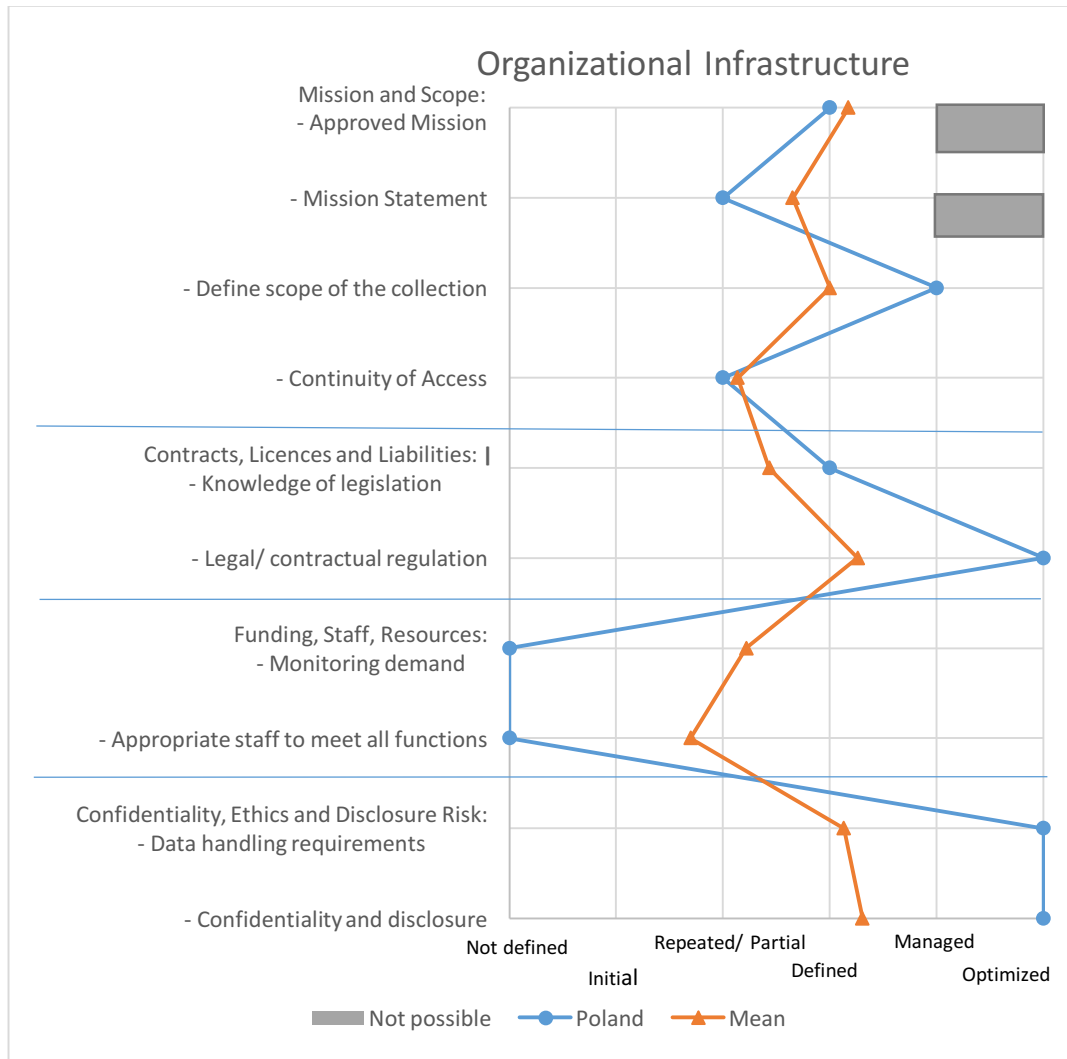 Organizational Infrastructure
Mission and Scope:
- Approved Mission
- Mission Statement
- Define scope of the collection
- Continuity of Access
Contracts, Licences and Liabilities: |
- Knowledge of legislation
- Legal/ contractual regulation
Funding, Staff, Resources:
- Monitoring demand
- Appropriate staff to meet all functions
Confidentiality, Ethics and Disclosure Risk:
- Data handling requirements
- Confidentiality and disclosure
Not defined
Initial
Repeated/ Partial
Defined
Managed
Optimized
Not possible
Poland
Mean